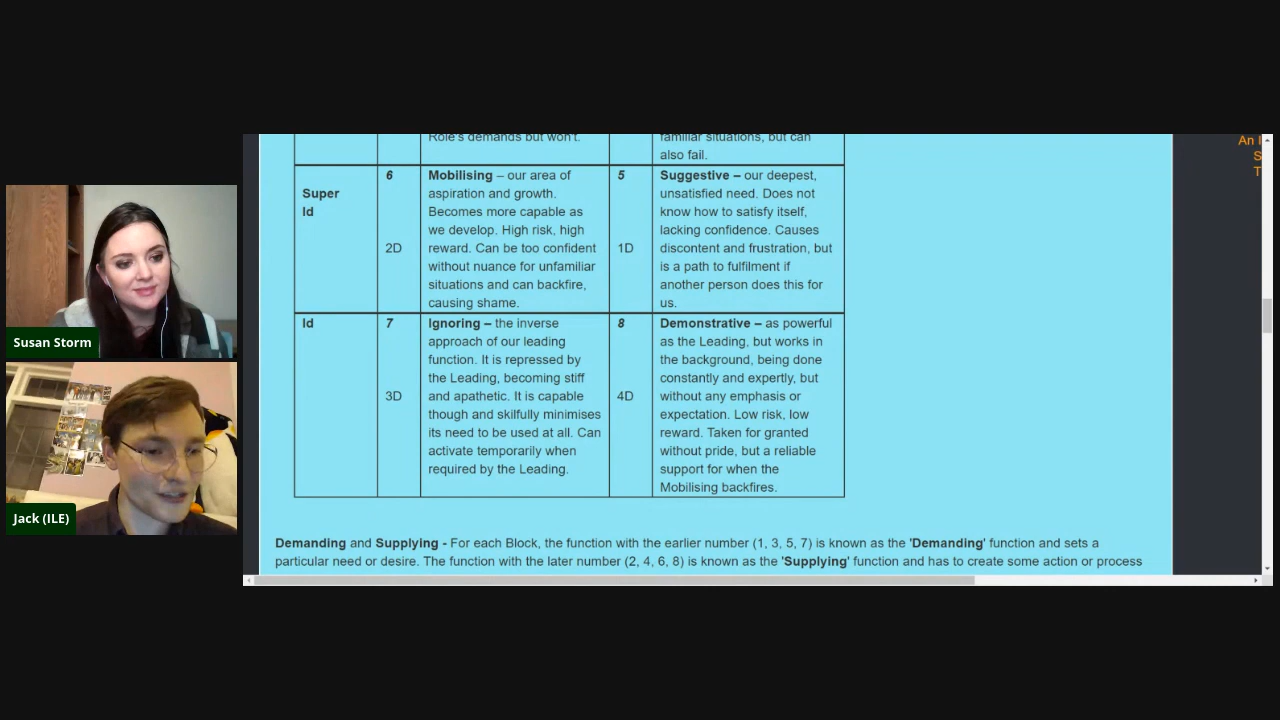 Role's demands but won't.
familiar situations, but can
also fail.
Super
Id
6
2D
Mobilising – our area of
aspiration and growth.
Becomes more capable as
we develop. High risk, high
reward. Can be too confident
without nuance for unfamiliar
situations and can backfire,
causing shame.
5
1D
Suggestive – our deepest,
unsatisfied need. Does not
know how to satisfy itself,
lacking confidence. Causes
discontent and frustration, but
is a path to fulfilment if
another person does this for
us.
Id
7
3D
Ignoring – the inverse
approach of our leading
function. It is repressed by
the Leading, becoming stiff
and apathetic. It is capable
though and skilfully minimises
its need to be used at all. Can
activate temporarily when
required by the Leading.
8
4D
Demonstrative – as powerful
as the Leading, but works in
the background, being done
constantly and expertly, but
without any emphasis or
expectation. Low risk, low
reward. Taken for granted
without pride, but a reliable
support for when the
Mobilising backfires.
Demanding and Supplying - For each Block, the function with the earlier number (1, 3, 5, 7) is known as the 'Demanding' function and sets a
particular need or desire. The function with the later number (2, 4, 6, 8) is known as the 'Supplying' function and has to create some action or process
An I
S
T
Susan Storm
Jack (ILE)